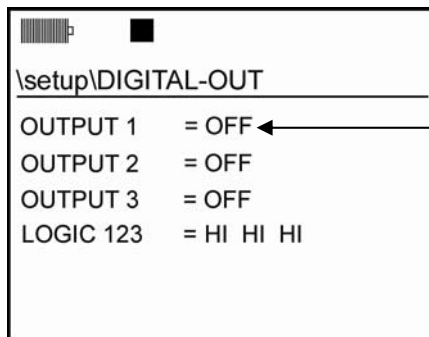 \setup\DIGITAL-OUT
OUTPUT 1 = OFF
OUTPUT 2 = OFF
OUTPUT 3 = OFF
LOGIC 123 = HI HI HI